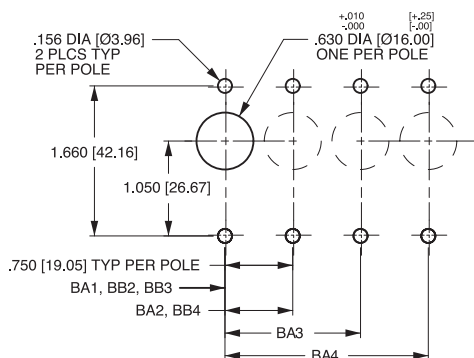 +.010 [+.25]
-.000 [-.00]
.156 DIA [Ø3.96]
2 PLCS TYP
PER POLE
.630 DIA [Ø16.00]
ONE PER POLE
1.660 [42.16]
1.050 [26.67]
.750 [19.05] TYP PER POLE
BA1, BB2, BB3
BA2, BB4
BA3
BA4